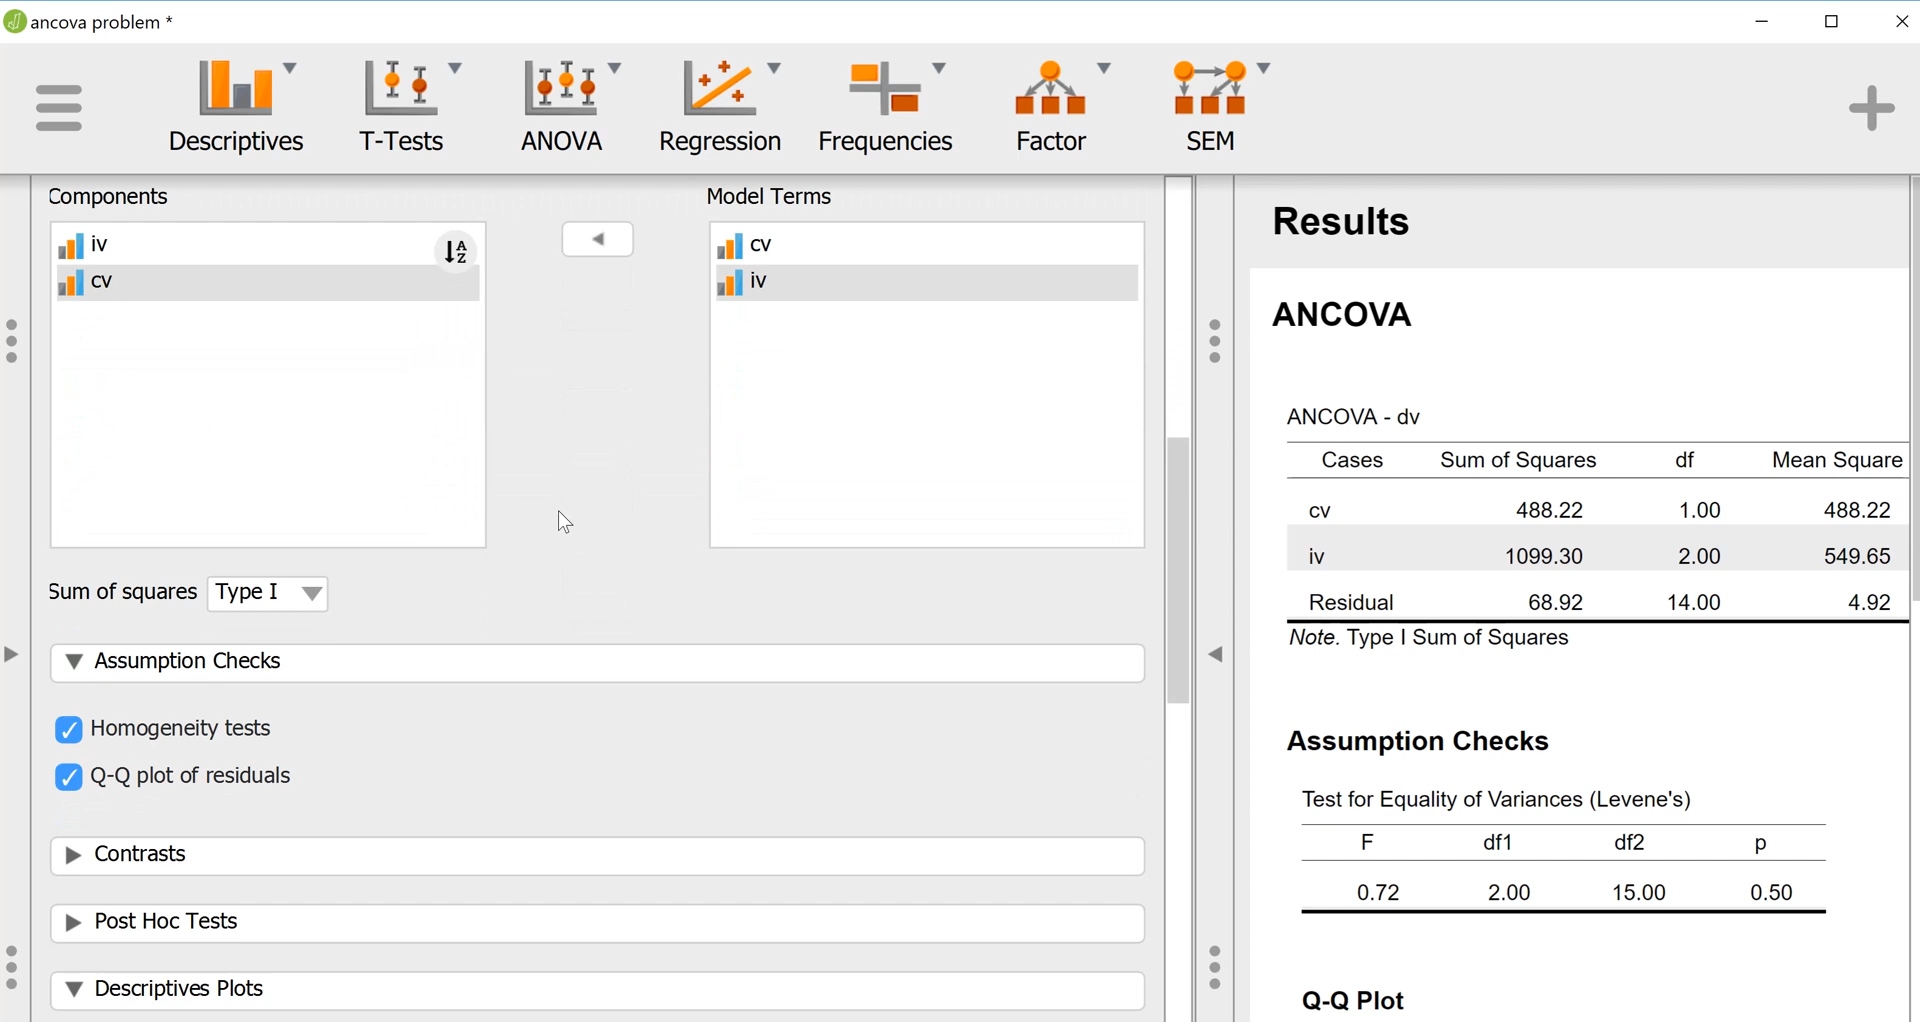 ancova problem *
Descriptives T-Tests ANOVA Regression Frequencies Factor SEM
Components
iv
cv
A
Z
Model Terms
cv
iv
Sum of squares Type I
Assumption Checks
Homogeneity tests
Q-Q plot of residuals
Contrasts
Post Hoc Tests
Descriptives Plots
Results
ANCOVA
ANCOVA - dv
Cases Sum of Squares df Mean Square
cv 488.22 1.00 488.22
iv 1099.30 2.00 549.65
Residual 68.92 14.00 4.92
Note. Type I Sum of Squares
Assumption Checks
Test for Equality of Variances (Levene's)
F df1 df2 p
0.72 2.00 15.00 0.50
Q-Q Plot